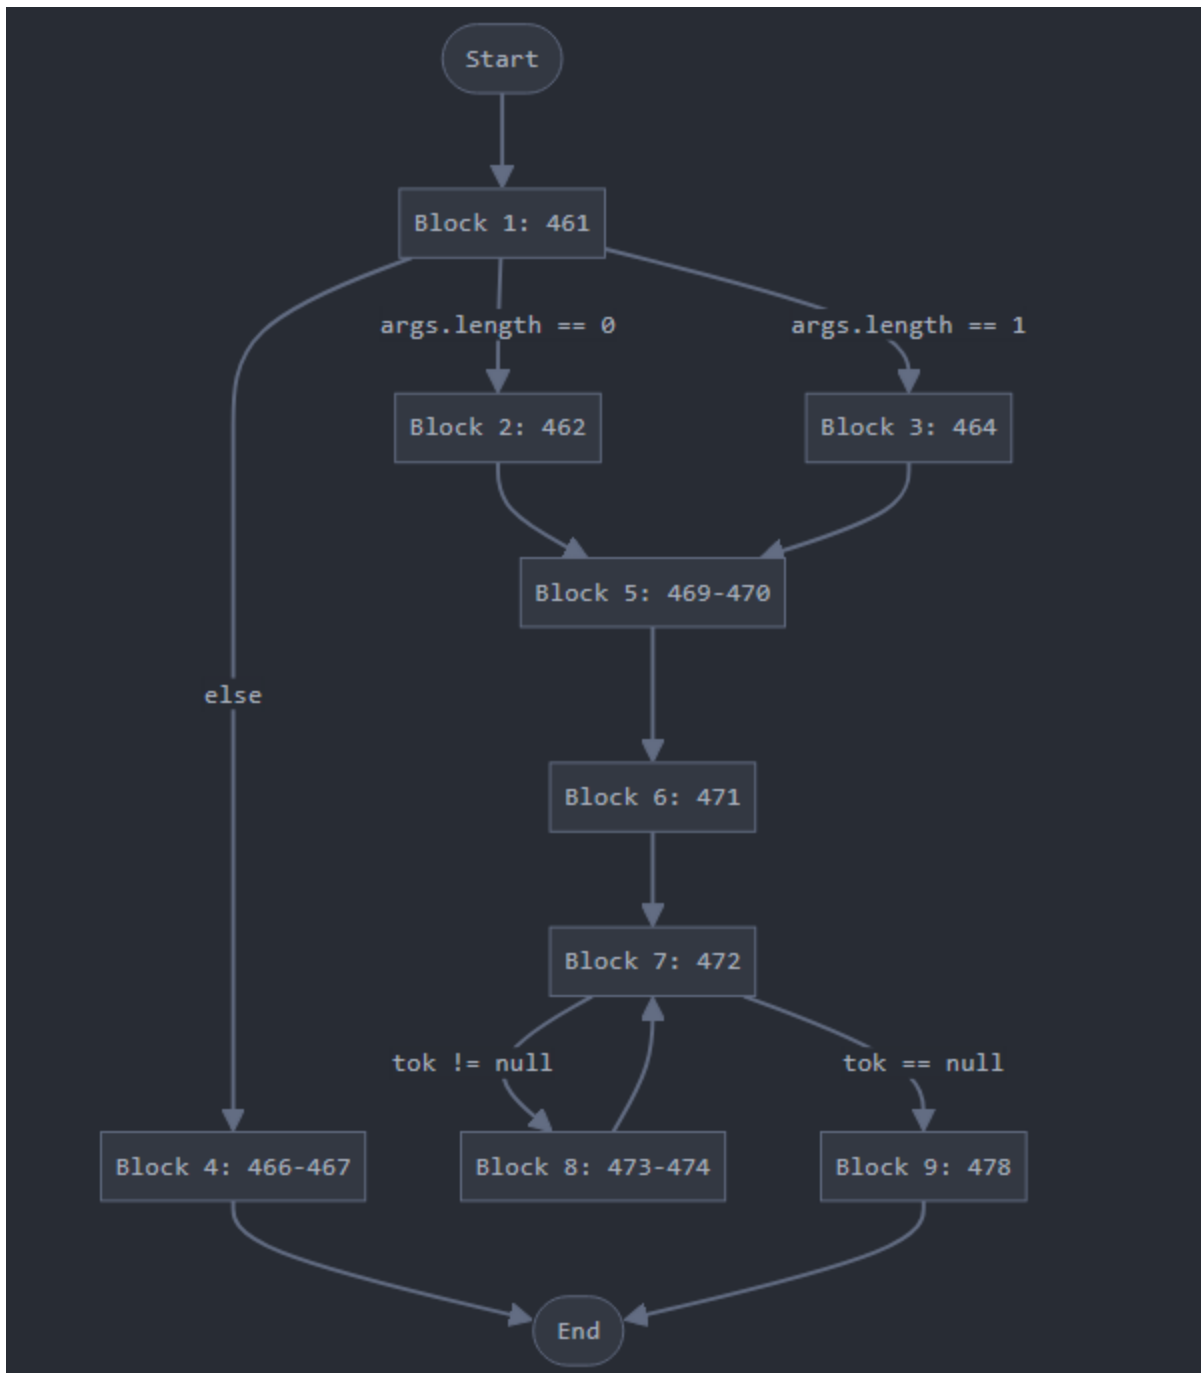 Start
Block 1: 461
args.length == 0
args.length == 1
Block 2: 462
Block 3: 464
Block 5: 469-470
else
Block 6: 471
Block 7: 472
tok != null
tok == null
Block 4: 466-467
Block 8: 473-474
Block 9: 478
End